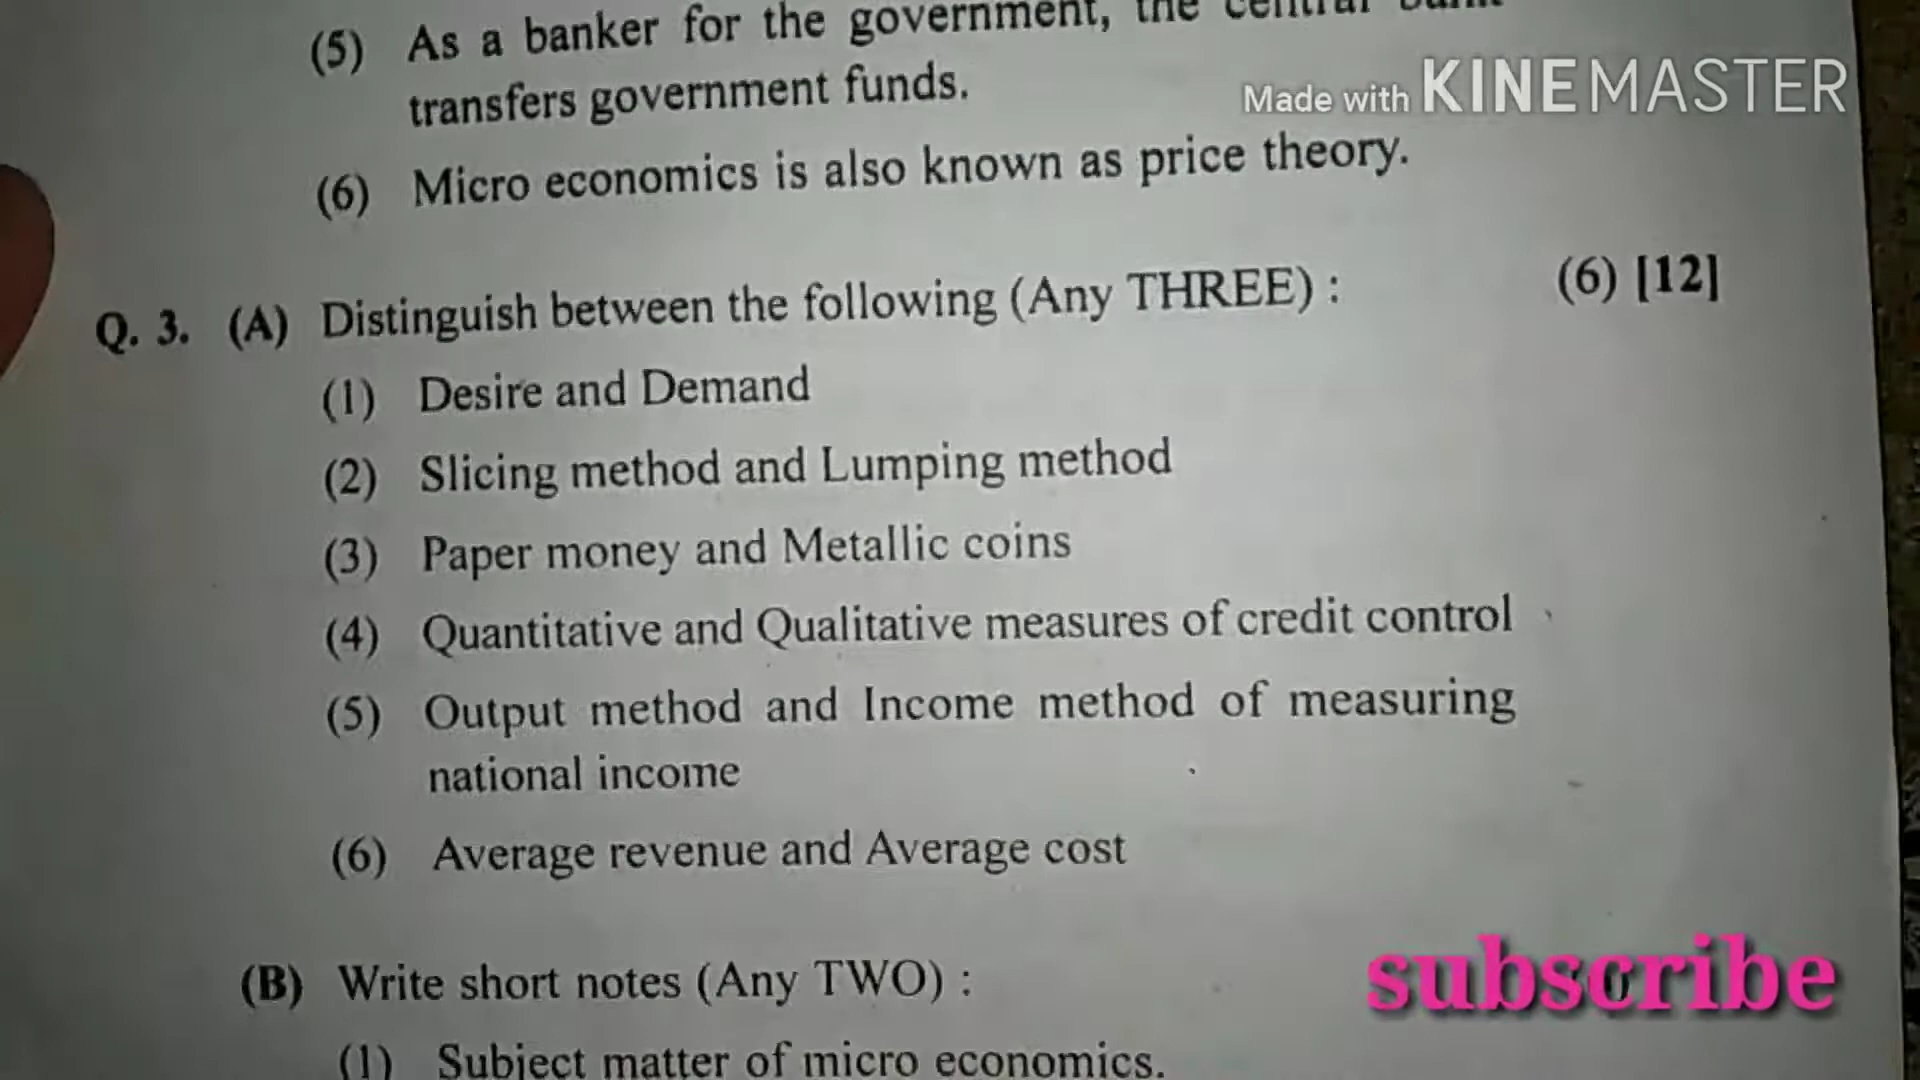 (5) As a banker for the government, the central bank
transfers government funds.
Made with KINEMASTER
(6) Micro economics is also known as price theory.
Q. 3. (A) Distinguish between the following (Any THREE) : (6) [12]
(1) Desire and Demand
(2) Slicing method and Lumping method
(3) Paper money and Metallic coins
(4) Quantitative and Qualitative measures of credit control
(5) Output method and Income method of measuring
national income
(6) Average revenue and Average cost
(B) Write short notes (Any TWO) :
subscribe
(1) Subject matter of micro economics.